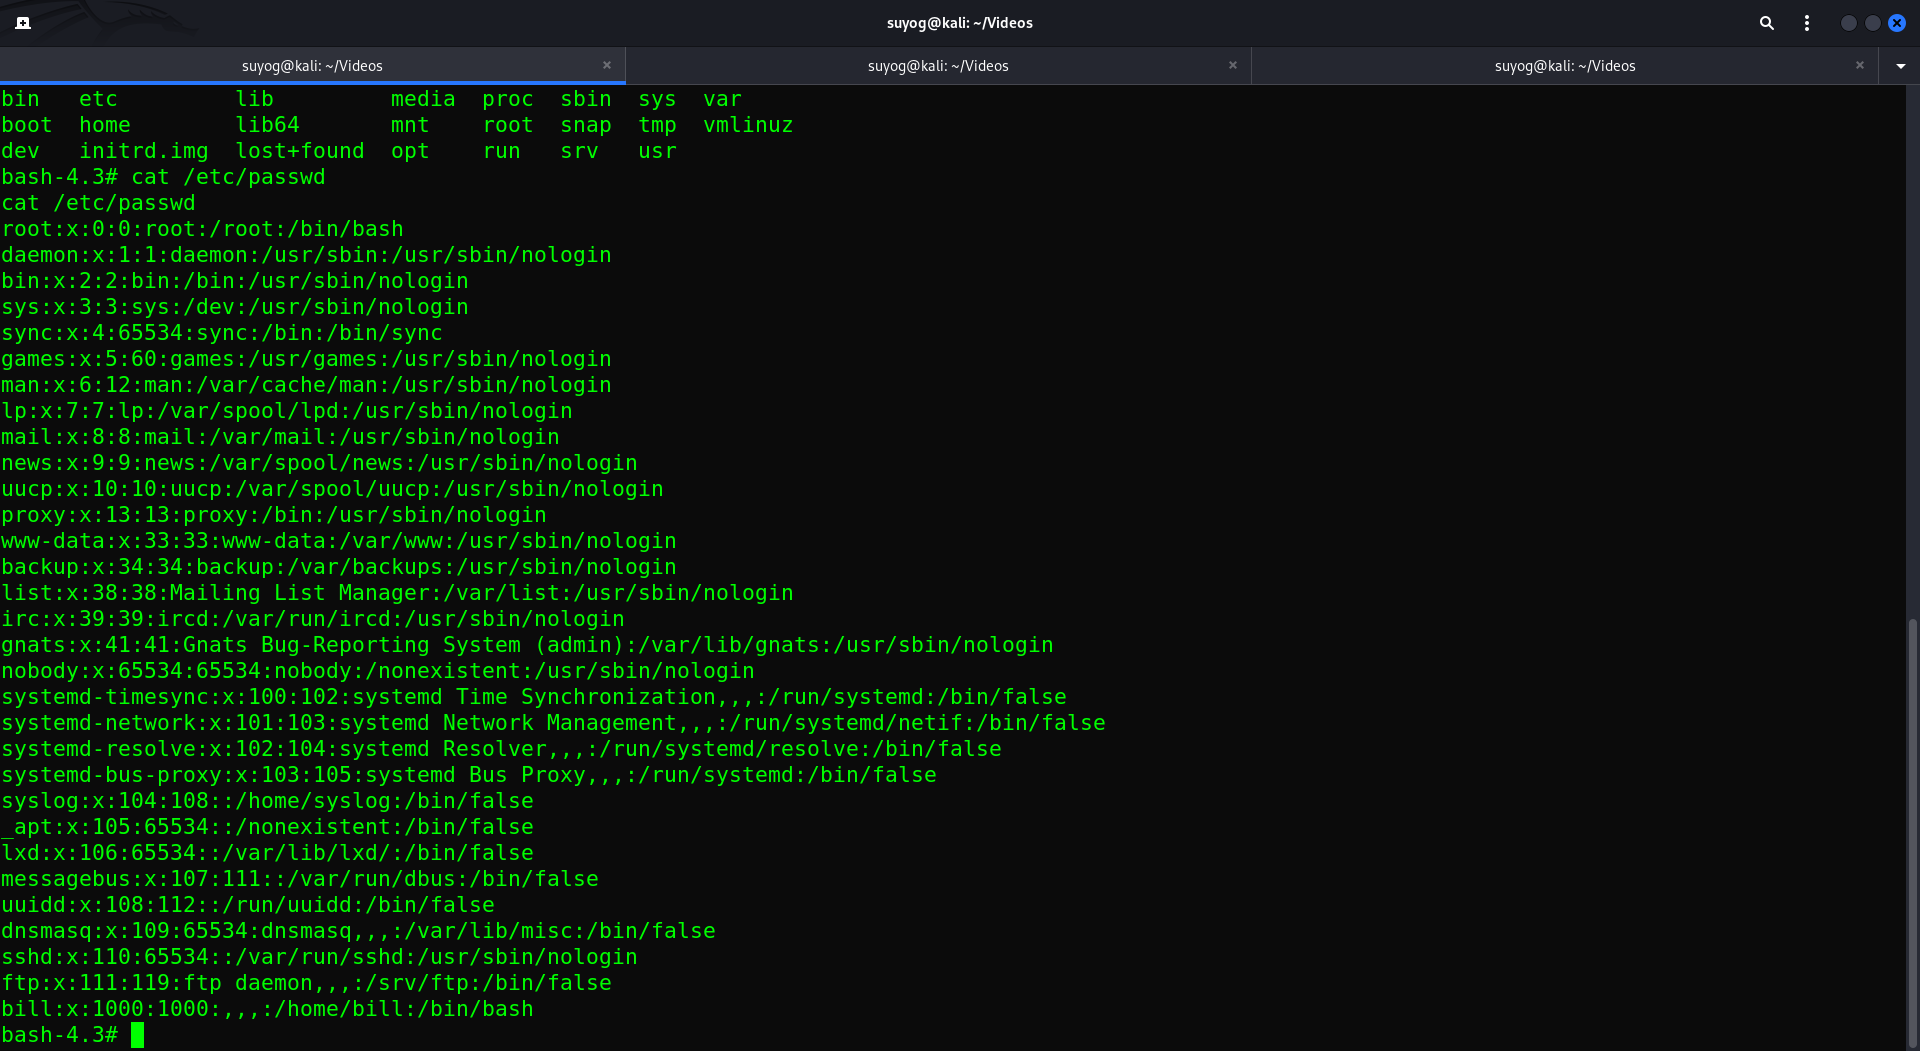 suyog@kali: ~/Videos
suyog@kali: ~/Videos
suyog@kali: ~/Videos
suyog@kali: ~/Videos
bin   etc         lib         media  proc  sbin  sys  var
boot  home        lib64       mnt    root  snap  tmp  vmlinuz
dev   initrd.img  lost+found  opt    run   srv   usr
bash-4.3# cat /etc/passwd
cat /etc/passwd
root:x:0:0:root:/root:/bin/bash
daemon:x:1:1:daemon:/usr/sbin:/usr/sbin/nologin
bin:x:2:2:bin:/bin:/usr/sbin/nologin
sys:x:3:3:sys:/dev:/usr/sbin/nologin
sync:x:4:65534:sync:/bin:/bin/sync
games:x:5:60:games:/usr/games:/usr/sbin/nologin
man:x:6:12:man:/var/cache/man:/usr/sbin/nologin
lp:x:7:7:lp:/var/spool/lpd:/usr/sbin/nologin
mail:x:8:8:mail:/var/mail:/usr/sbin/nologin
news:x:9:9:news:/var/spool/news:/usr/sbin/nologin
uucp:x:10:10:uucp:/var/spool/uucp:/usr/sbin/nologin
proxy:x:13:13:proxy:/bin:/usr/sbin/nologin
www-data:x:33:33:www-data:/var/www:/usr/sbin/nologin
backup:x:34:34:backup:/var/backups:/usr/sbin/nologin
list:x:38:38:Mailing List Manager:/var/list:/usr/sbin/nologin
irc:x:39:39:ircd:/var/run/ircd:/usr/sbin/nologin
gnats:x:41:41:Gnats Bug-Reporting System (admin):/var/lib/gnats:/usr/sbin/nologin
nobody:x:65534:65534:nobody:/nonexistent:/usr/sbin/nologin
systemd-timesync:x:100:102:systemd Time Synchronization,,,:/run/systemd:/bin/false
systemd-network:x:101:103:systemd Network Management,,,:/run/systemd/netif:/bin/false
systemd-resolve:x:102:104:systemd Resolver,,,:/run/systemd/resolve:/bin/false
systemd-bus-proxy:x:103:105:systemd Bus Proxy,,,:/run/systemd:/bin/false
syslog:x:104:108::/home/syslog:/bin/false
_apt:x:105:65534::/nonexistent:/bin/false
lxd:x:106:65534::/var/lib/lxd/:/bin/false
messagebus:x:107:111::/var/run/dbus:/bin/false
uuidd:x:108:112::/run/uuidd:/bin/false
dnsmasq:x:109:65534:dnsmasq,,,:/var/lib/misc:/bin/false
sshd:x:110:65534::/var/run/sshd:/usr/sbin/nologin
ftp:x:111:119:ftp daemon,,,:/srv/ftp:/bin/false
bill:x:1000:1000:,,,:/home/bill:/bin/bash
bash-4.3#